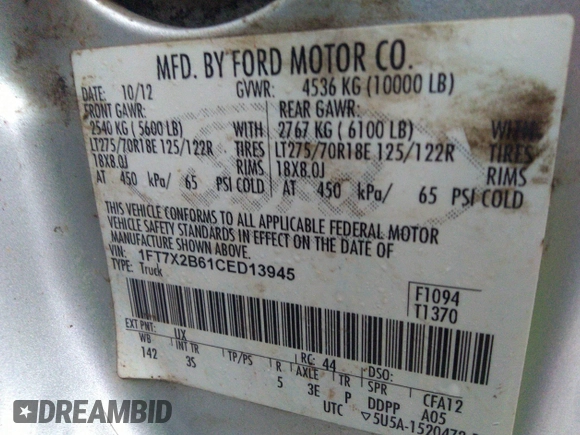 MFD. BY FORD MOTOR CO.
DATE: 10/12 GVWR: 4536 KG (10000 LB)
FRONT GAWR: REAR GAWR:
2540 KG (5600 LB) WITH 2767 KG (6100 LB) WITH
LT275/70R18E 125/122R TIRES LT275/70R18E 125/122R TIRES
18X8.0J RIMS 18X8.0J RIMS
AT 450 kPa/ 65 PSI COLD AT 450 kPa/ 65 PSI COLD
THIS VEHICLE CONFORMS TO ALL APPLICABLE FEDERAL MOTOR
VEHICLE SAFETY STANDARDS IN EFFECT ON THE DATE OF
MANUFACTURE SHOWN ABOVE.
VIN: 1FT7X2B61CED13945
TYPE: Truck
F1094
T1370
EXT PNT: UX RC: 44 DSO:
WB INT TR TP/PS R AXLE TR SPR CFA12
142 3S 5 3E P DDPP A05
UTC
DREAMBID